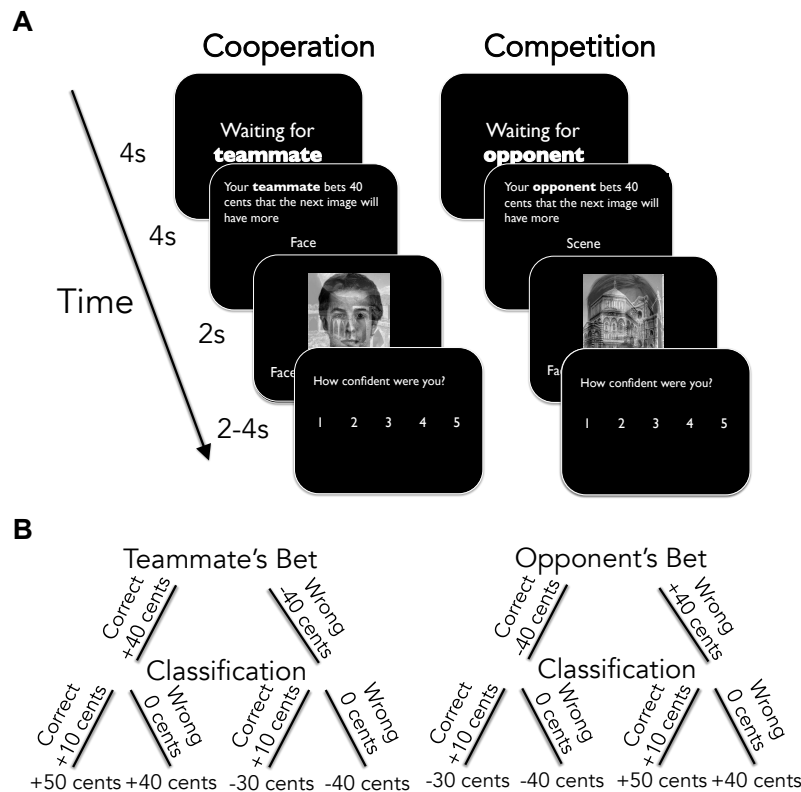 A
Cooperation
Competition
Waiting for
teammate
Waiting for
opponent
4s
Your teammate bets 40
cents that the next image will
have more
Face
Your opponent bets 40
cents that the next image will
have more
Scene
4s
Time
2s
Face
Fa
How confident were you?
1 2 3 4 5
How confident were you?
1 2 3 4 5
2-4s
B
Teammate's Bet
Opponent's Bet
Correct
+40 cents
Wrong
-40 cents
Correct
-40 cents
Wrong
+40 cents
Classification
Classification
Correct
+10 cents
Wrong
0 cents
Correct
+10 cents
Wrong
0 cents
Correct
+10 cents
Wrong
0 cents
Correct
+10 cents
Wrong
0 cents
+50 cents +40 cents -30 cents -40 cents
-30 cents -40 cents +50 cents +40 cents